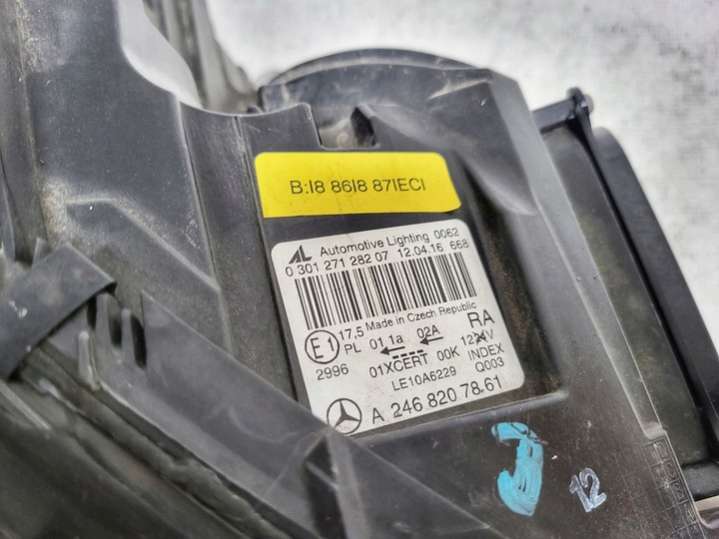 B:I8 86I8 87IECI
AL Automotive Lighting 0062
0 301 271 282 07 12.04.16 668
17,5 Made in Czech Republic
E1 PL 01 1a 02A RA
2996 01XCERT 00K 12V
LE10A6229 INDEX
Q003
A 246 820 78 61
12